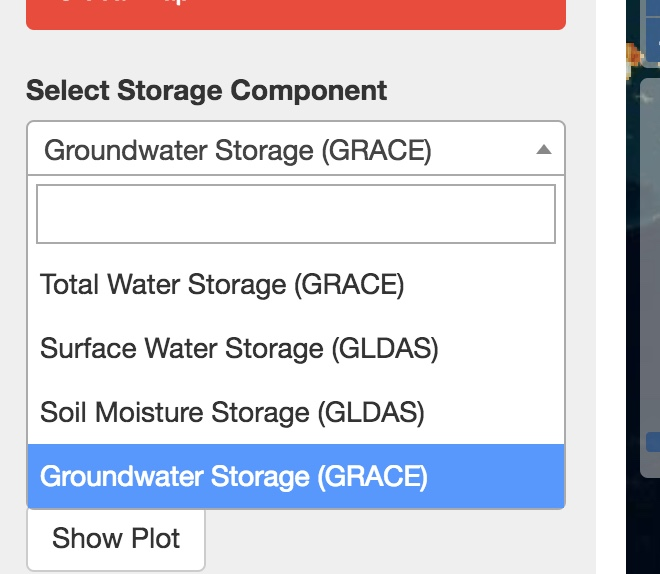 Select Storage Component
Groundwater Storage (GRACE)
Total Water Storage (GRACE)
Surface Water Storage (GLDAS)
Soil Moisture Storage (GLDAS)
Groundwater Storage (GRACE)
Show Plot